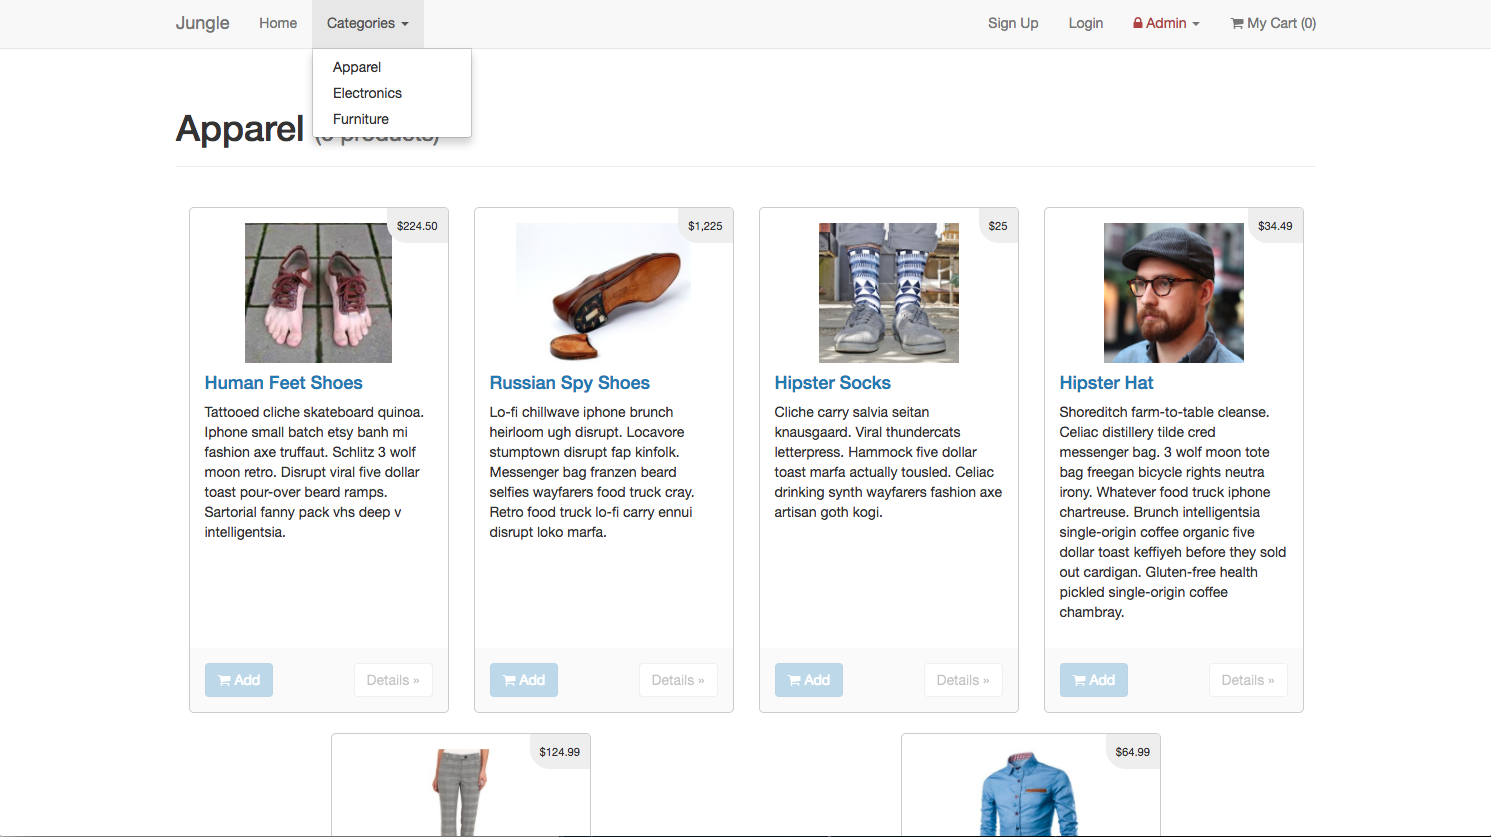 Jungle Home Categories Sign Up Login Admin My Cart (0)
Apparel
Electronics
Furniture
Apparel products)
$224.50
Human Feet Shoes
Tattooed cliche skateboard quinoa.
Iphone small batch etsy banh mi
fashion axe truffaut. Schlitz 3 wolf
moon retro. Disrupt viral five dollar
toast pour-over beard ramps.
Sartorial fanny pack vhs deep v
intelligentsia.
Add Details »
$1,225
Russian Spy Shoes
Lo-fi chillwave iphone brunch
heirloom ugh disrupt. Locavore
stumptown disrupt fap kinfolk.
Messenger bag franzen beard
selfies wayfarers food truck cray.
Retro food truck lo-fi carry ennui
disrupt loko marfa.
Add Details »
$25
Hipster Socks
Cliche carry salvia seitan
knausgaard. Viral thundercats
letterpress. Hammock five dollar
toast marfa actually tousled. Celiac
drinking synth wayfarers fashion axe
artisan goth kogi.
Add Details »
$34.49
Hipster Hat
Shoreditch farm-to-table cleanse.
Celiac distillery tilde cred
messenger bag. 3 wolf moon tote
bag freegan bicycle rights neutra
irony. Whatever food truck iphone
chartreuse. Brunch intelligentsia
single-origin coffee organic five
dollar toast keffiyeh before they sold
out cardigan. Gluten-free health
pickled single-origin coffee
chambray.
Add Details »
$124.99
$64.99